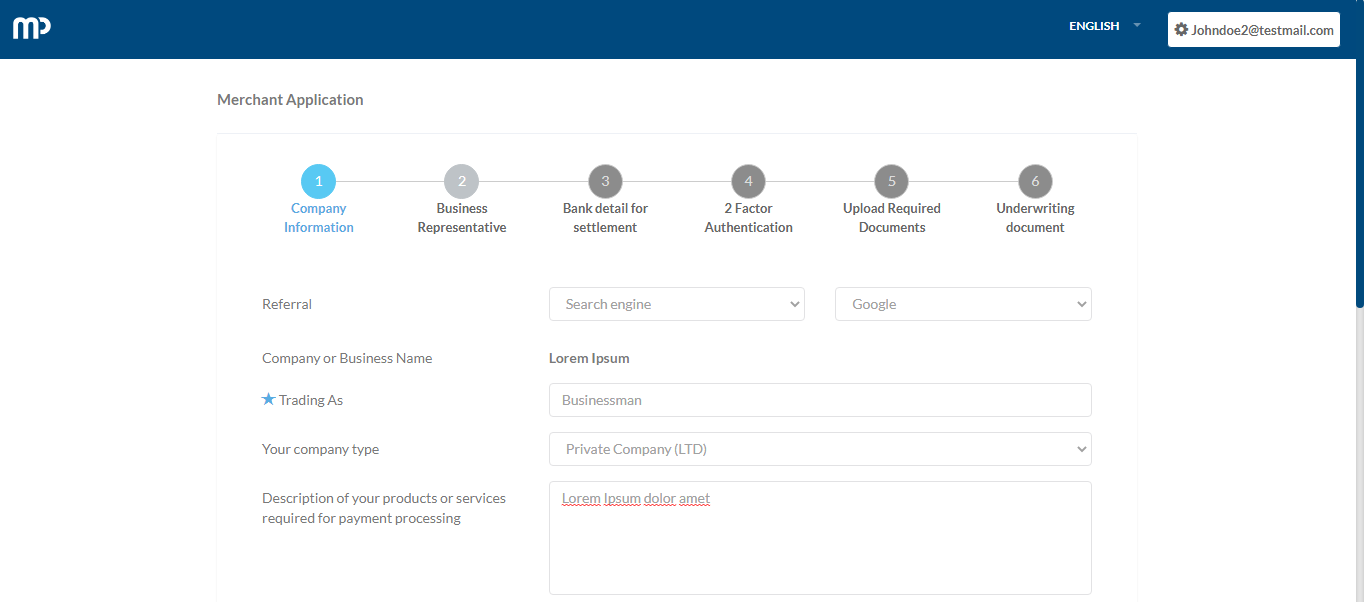 mp
ENGLISH
Johndoe2@testmail.com
Merchant Application
1
Company
Information
2
Business
Representative
3
Bank detail for
settlement
4
2 Factor
Authentication
5
Upload Required
Documents
6
Underwriting
document
Referral
Search engine
Google
Company or Business Name
Lorem Ipsum
Trading As
Businessman
Your company type
Private Company (LTD)
Description of your products or services
required for payment processing
Lorem Ipsum dolor amet